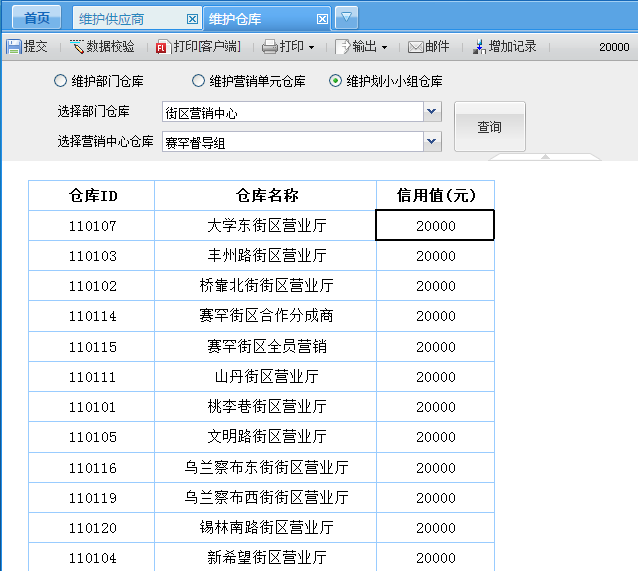 首页 维护供应商 维护仓库
提交 数据校验 打印[客户端] 打印 输出 邮件 增加记录 20000
维护部门仓库 维护营销单元仓库 维护划小小组仓库
选择部门仓库 街区营销中心 查询
选择营销中心仓库 赛罕督导组
仓库ID 仓库名称 信用值(元)
110107 大学东街区营业厅 20000
110103 丰州路街区营业厅 20000
110102 桥靠北街街区营业厅 20000
110114 赛罕街区合作分成商 20000
110115 赛罕街区全员营销 20000
110111 山丹街区营业厅 20000
110101 桃李巷街区营业厅 20000
110105 文明路街区营业厅 20000
110116 乌兰察布东街街区营业厅 20000
110119 乌兰察布西街街区营业厅 20000
110120 锡林南路街区营业厅 20000
110104 新希望街区营业厅 20000